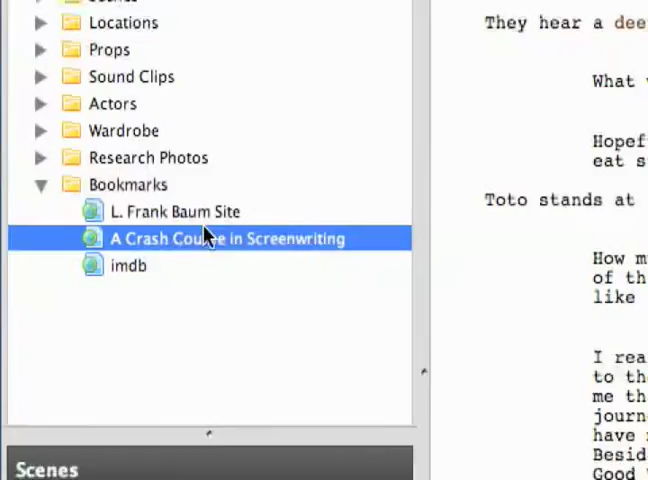 Locations
Props
Sound Clips
Actors
Wardrobe
Research Photos
Bookmarks
L. Frank Baum Site
A Crash Course in Screenwriting
imdb
Scenes
They hear a dee
What
Hopef
eat s
Toto stands at
How m
of th
like
I rea
to th
me th
journ
have
Besid
Good